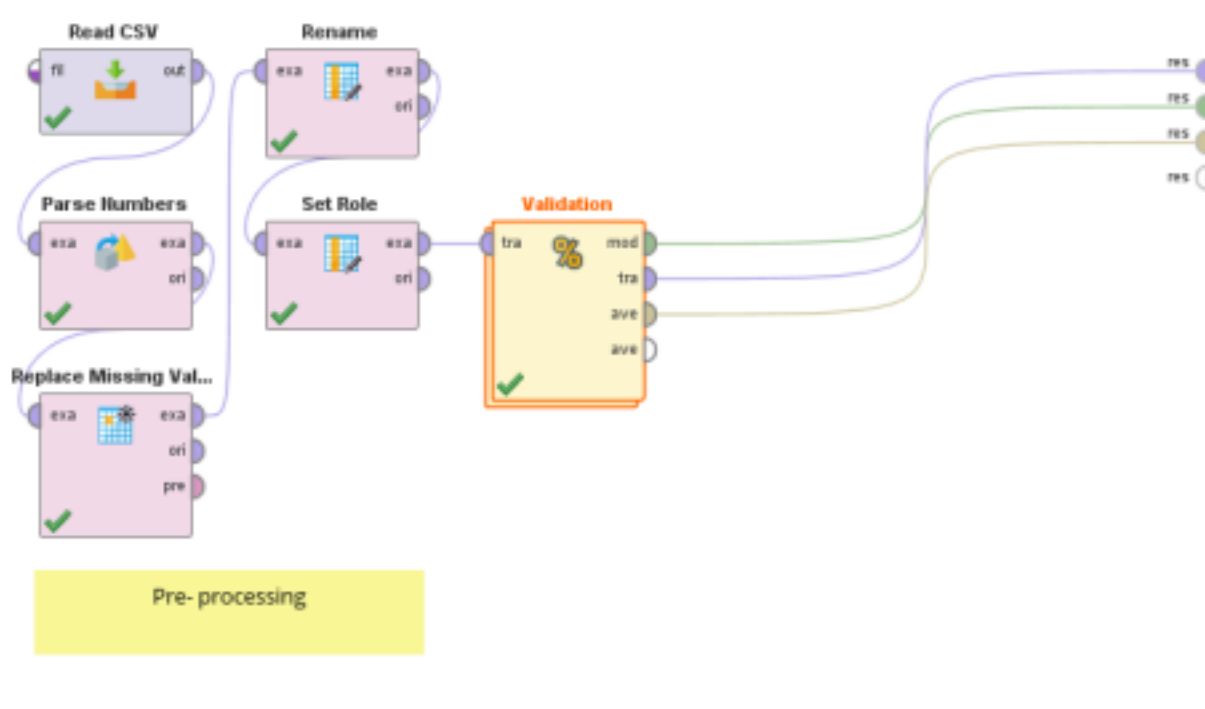 Read CSV
fil
out
Rename
exa
exa
ori
res
res
res
res
Parse Numbers
exa
exa
ori
Set Role
exa
exa
ori
Validation
tra
mod
tra
ave
ave
Replace Missing Val...
exa
exa
ori
pre
Pre- processing